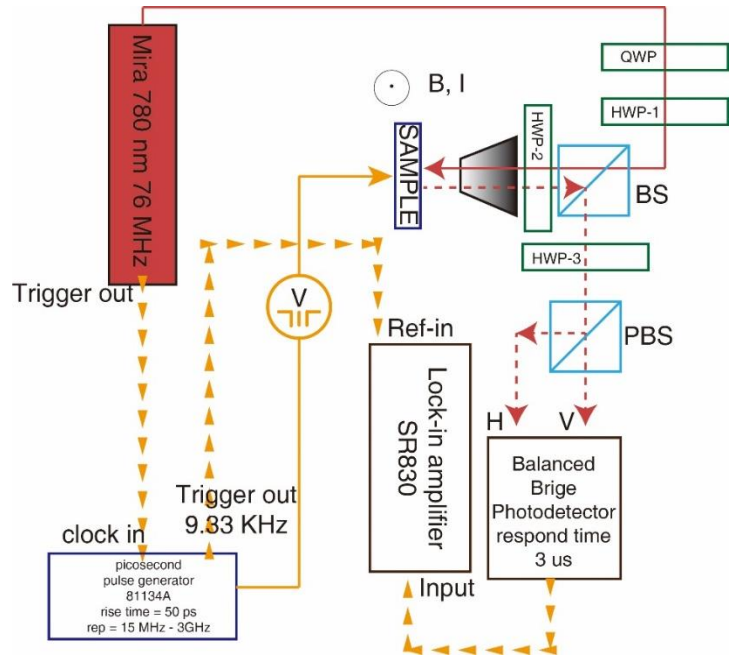 Mira 780 nm 76 MHz
QWP
HWP-1
B, I
SAMPLE
HWP-2
BS
HWP-3
Trigger out
V
PBS
Ref-in
Lock-in amplifier
SR830
H
V
Balanced
Brige
Photodetector
respond time
3 us
Trigger out
9.33 KHz
clock in
picosecond
pulse generator
81134A
rise time = 50 ps
rep = 15 MHz - 3GHz
Input